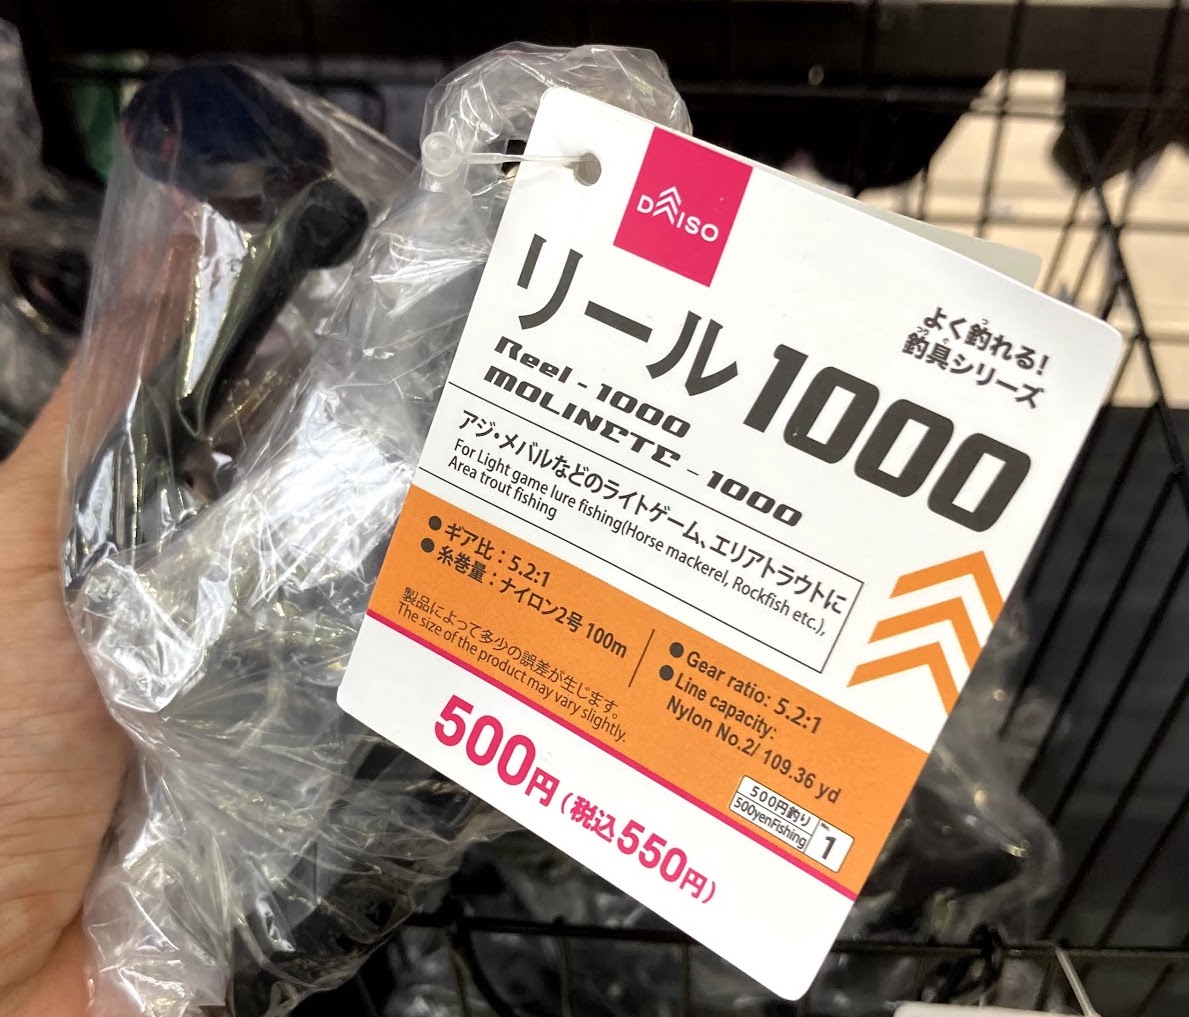 DAISO
よく釣れる!
釣具シリーズ
リール1000
Reel - 1000
MOLINETE - 1000
アジ・メバルなどのライトゲーム、エリアトラウトに
For Light game lure fishing(Horse mackerel, Rockfish etc.),
Area trout fishing
●ギア比:5.2:1
●糸巻量:ナイロン2号 100m
製品によって多少の誤差が生じます。
The size of the product may vary slightly.
●Gear ratio: 5.2:1
●Line capacity:
Nylon No.2/ 109.36 yd
500円釣り
500yenFishing
No.
1
500円(税込550円)